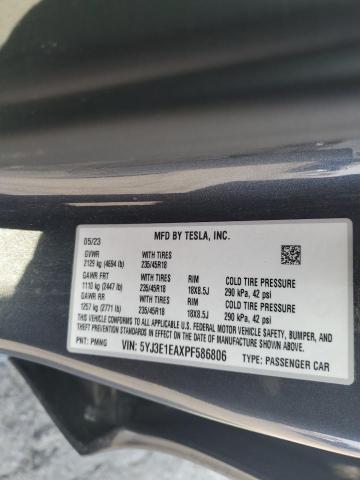 MFD BY TESLA, INC.
05/23
GVWR WITH TIRES
2129 kg (4694 lb) 235/45R18
GAWR FRT WITH TIRES RIM COLD TIRE PRESSURE
1110 kg (2447 lb) 235/45R18 18X8.5J 290 kPa, 42 psi
GAWR RR WITH TIRES RIM COLD TIRE PRESSURE
1257 kg (2771 lb) 235/45R18 18X8.5J 290 kPa, 42 psi
THIS VEHICLE CONFORMS TO ALL APPLICABLE U.S. FEDERAL MOTOR VEHICLE SAFETY, BUMPER, AND
THEFT PREVENTION STANDARDS IN EFFECT ON THE DATE OF MANUFACTURE SHOWN ABOVE.
PNT: PMNG VIN: 5YJ3E1EAXPF586806 TYPE: PASSENGER CAR